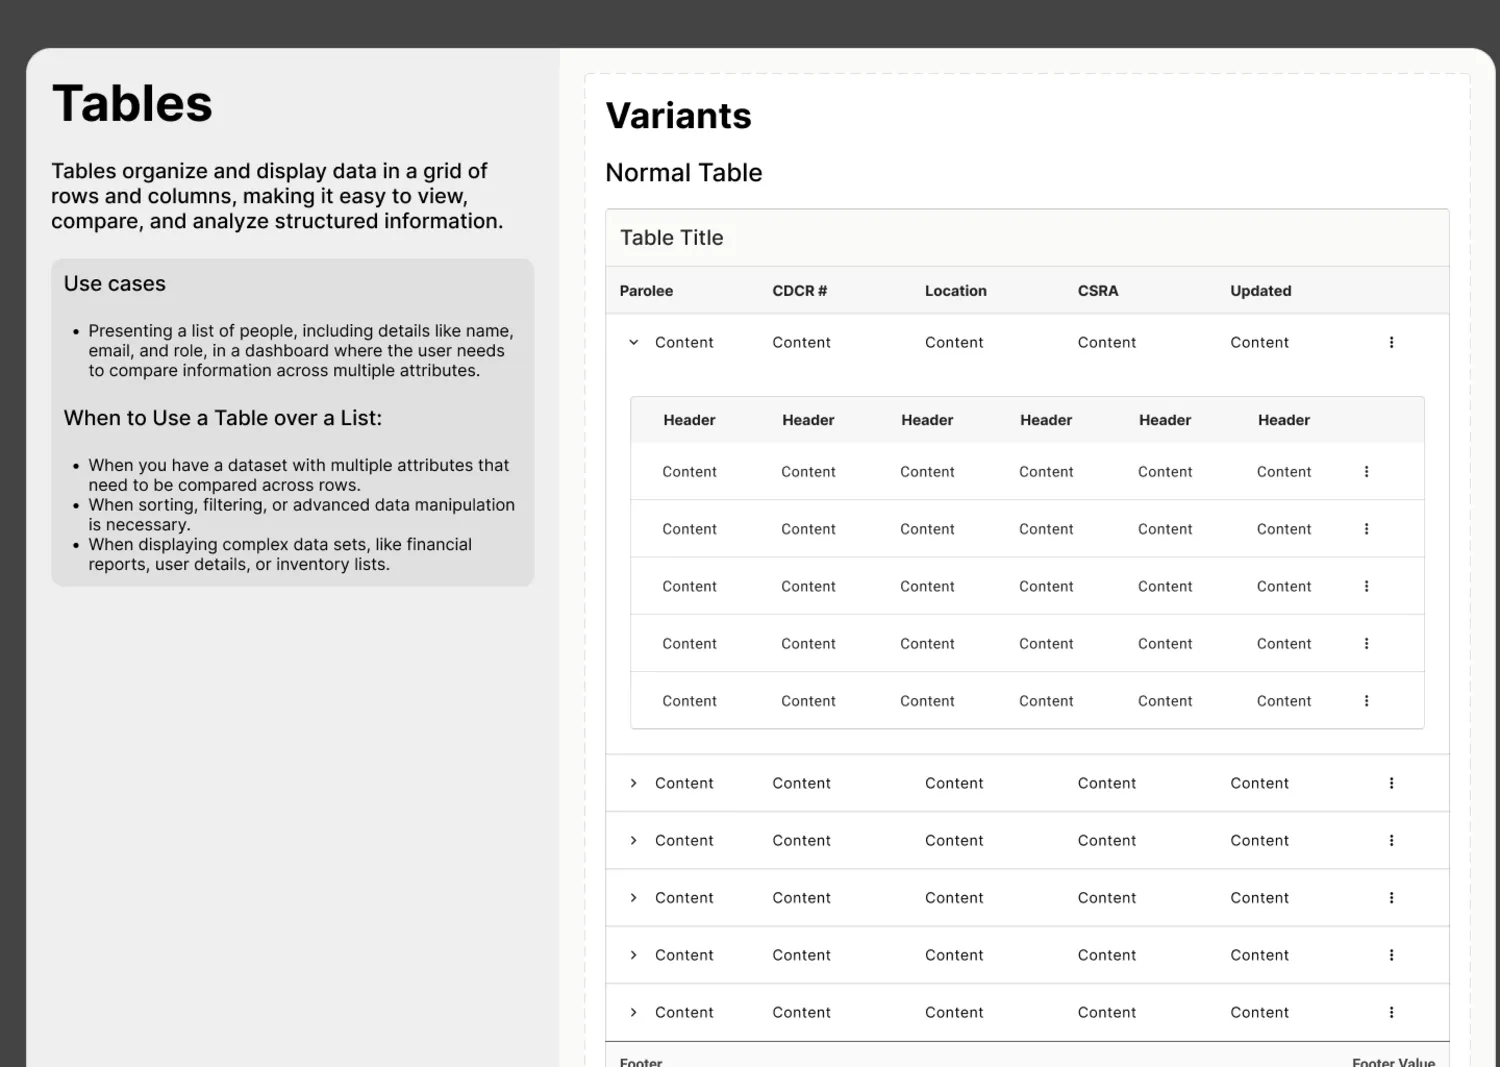 Tables
Tables organize and display data in a grid of
rows and columns, making it easy to view,
compare, and analyze structured information.
Use cases
• Presenting a list of people, including details like name,
email, and role, in a dashboard where the user needs
to compare information across multiple attributes.
When to Use a Table over a List:
• When you have a dataset with multiple attributes that
need to be compared across rows.
• When sorting, filtering, or advanced data manipulation
is necessary.
• When displaying complex data sets, like financial
reports, user details, or inventory lists.
Variants
Normal Table
Table Title
Parolee CDCR # Location CSRA Updated
Content Content Content Content Content
Header Header Header Header Header Header
Content Content Content Content Content Content
Content Content Content Content Content Content
Content Content Content Content Content Content
Content Content Content Content Content Content
Content Content Content Content Content Content
Content Content Content Content Content
Content Content Content Content Content
Content Content Content Content Content
Content Content Content Content Content
Content Content Content Content Content
Footer Footer Value